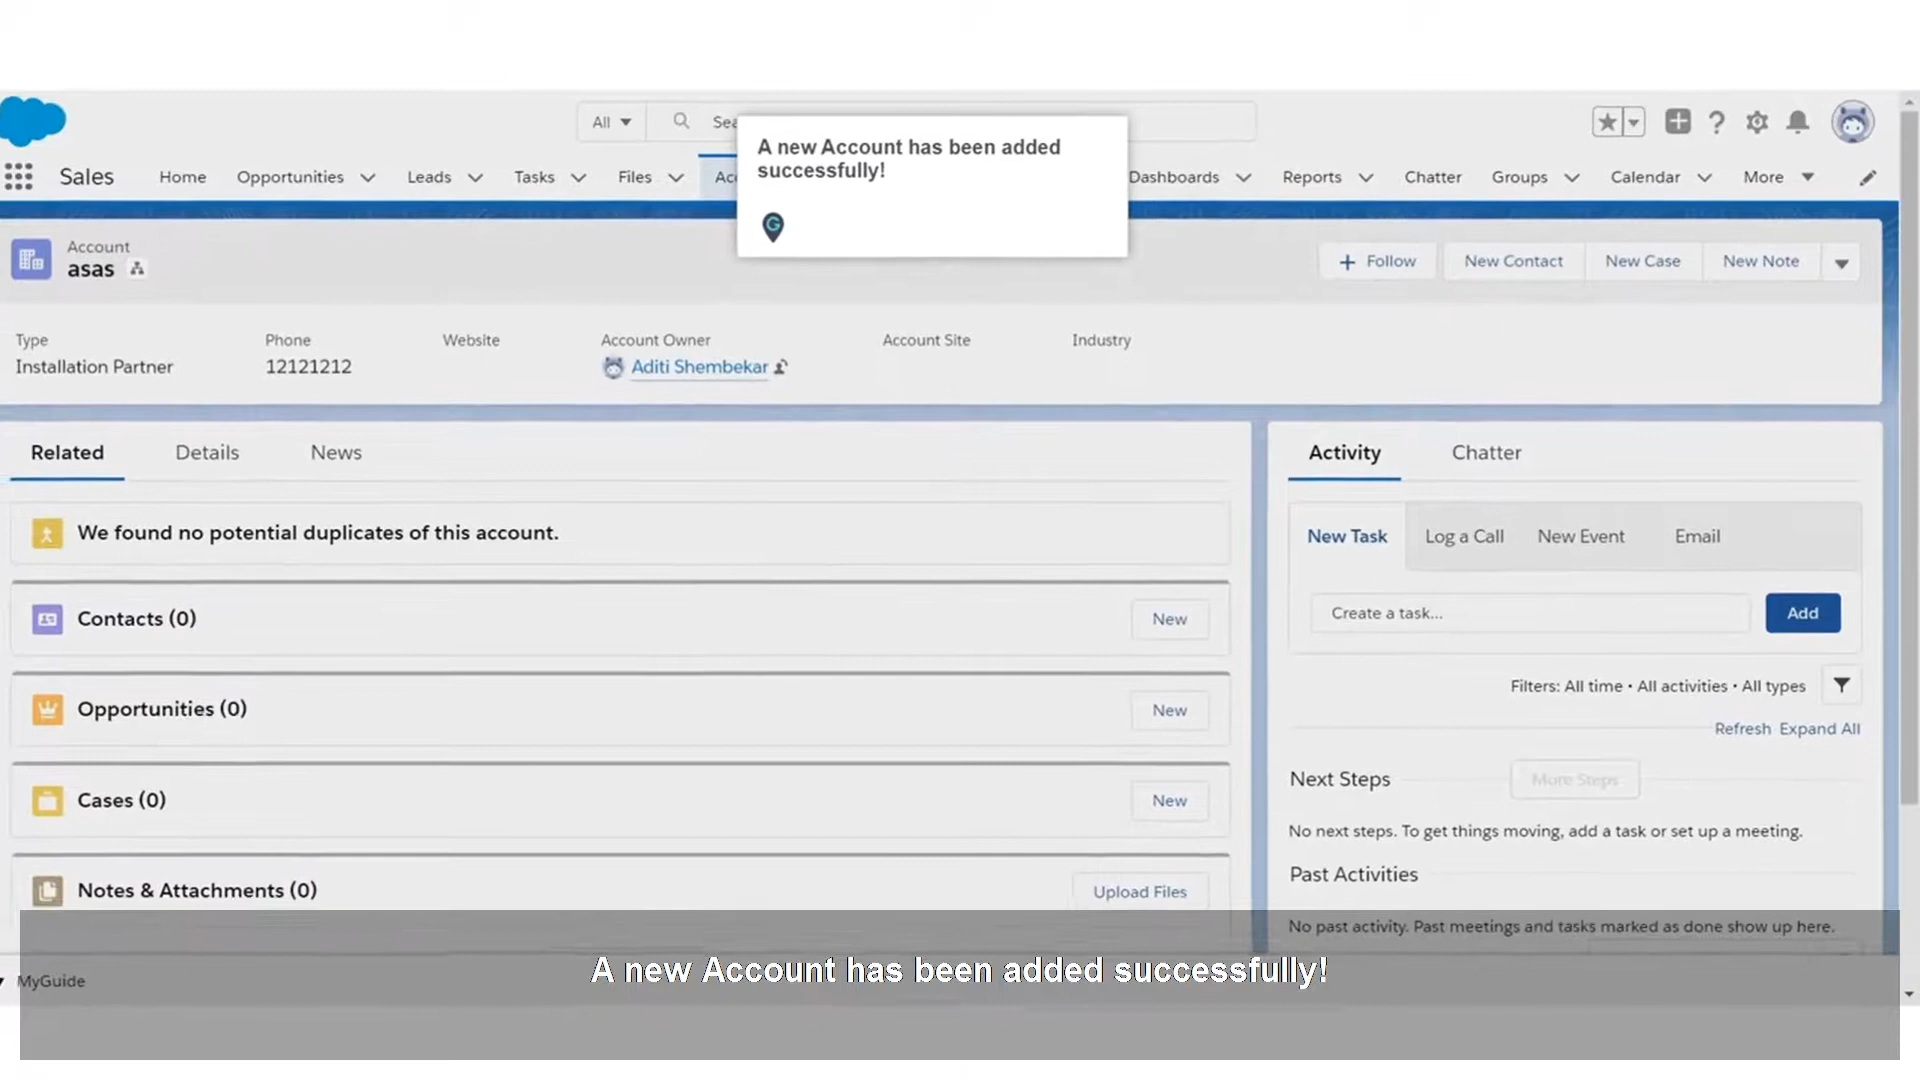 All
Sea
A new Account has been added
successfully!
Sales
Home
Opportunities
Leads
Tasks
Files
Acc
Dashboards
Reports
Chatter
Groups
Calendar
More
Account
asas
Follow
New Contact
New Case
New Note
Type
Phone
Website
Account Owner
Account Site
Industry
Installation Partner
12121212
Aditi Shembekar
Related
Details
News
Activity
Chatter
We found no potential duplicates of this account.
New Task
Log a Call
New Event
Email
Contacts (0)
New
Create a task...
Add
Opportunities (0)
New
Filters: All time • All activities • All types
Refresh
Expand All
Cases (0)
New
Next Steps
More Steps
No next steps. To get things moving, add a task or set up a meeting.
Past Activities
Notes & Attachments (0)
Upload Files
No past activity. Past meetings and tasks marked as done show up here.
A new Account has been added successfully!
MyGuide